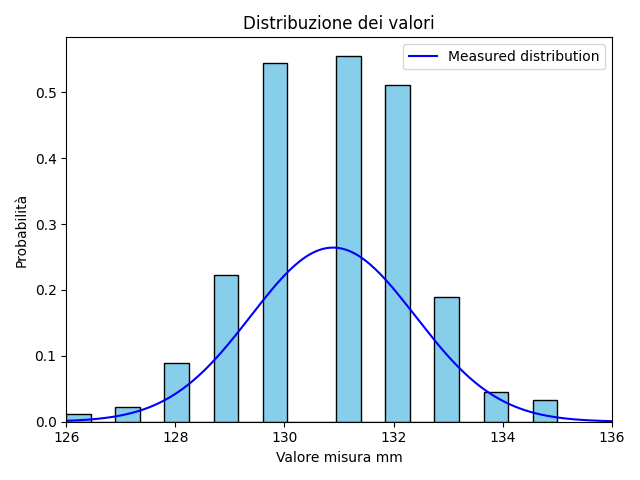 Distribuzione dei valori
Measured distribution
Probabilità
0.5
0.4
0.3
0.2
0.1
0.0
126 128 130 132 134 136
Valore misura mm